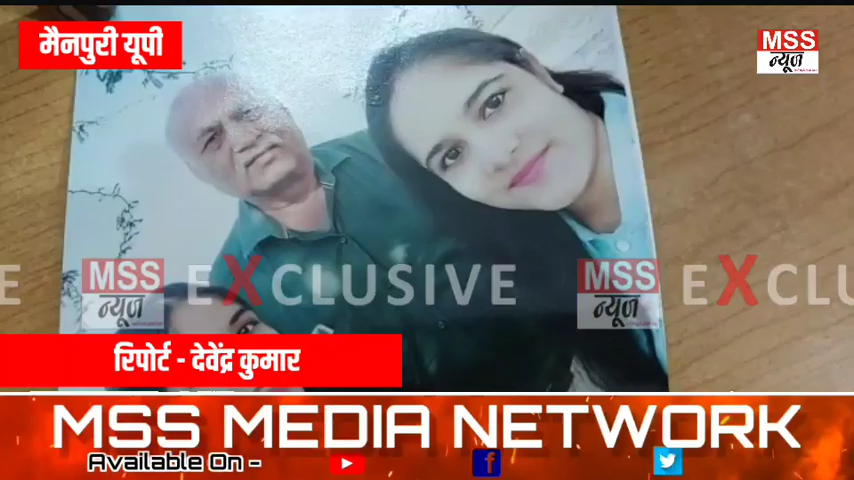 मैनपुरी यूपी
MSS
न्यूज
E
MSS
न्यूज
EXCLUSIVE
MSS
न्यूज
EXCLU
रिपोर्ट - देवेंद्र कुमार
MSS MEDIA NETWORK
Available On -